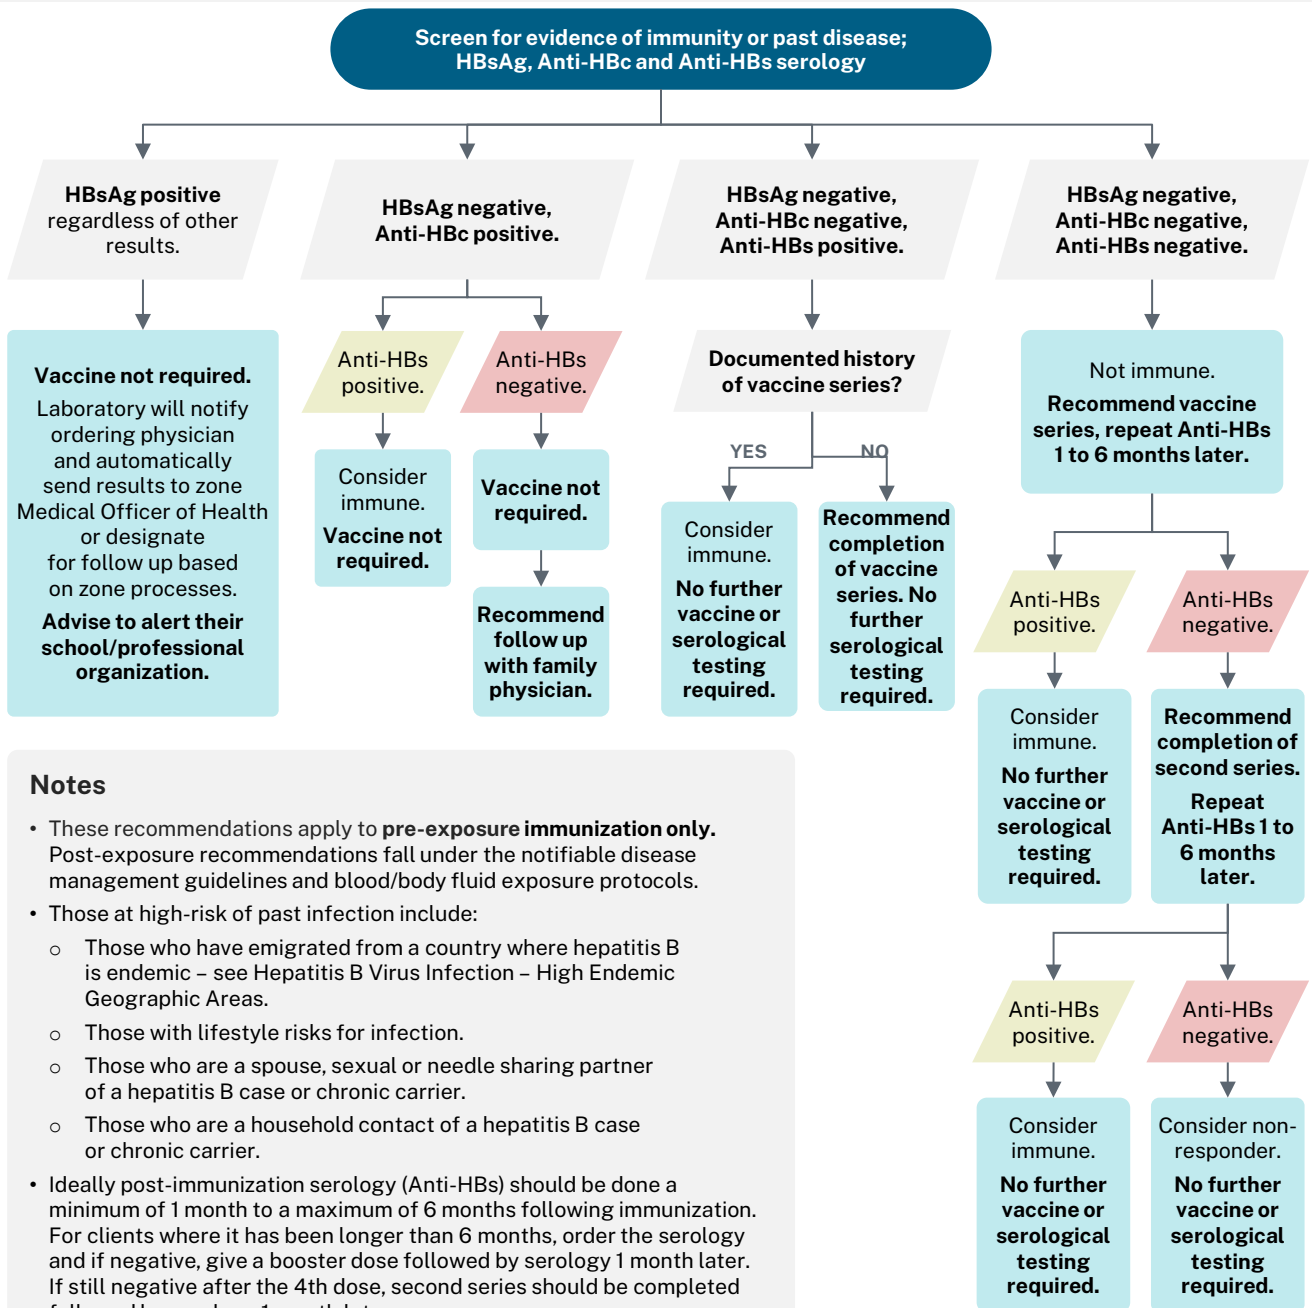 Screen for evidence of immunity or past disease;
HBsAg, Anti-HBc and Anti-HBs serology
HBsAg positive
regardless of other
results.
Vaccine not required.
Laboratory will notify
ordering physician
and automatically
send results to zone
Medical Officer of Health
or designate
for follow up based
on zone processes.
Advise to alert their
school/professional
organization.
HBsAg negative,
Anti-HBc positive.
Anti-HBs
positive.
Consider
immune.
Vaccine not
required.
Anti-HBs
negative.
Vaccine not
required.
Recommend
follow up
with family
physician.
HBsAg negative,
Anti-HBc negative,
Anti-HBs positive.
Documented history
of vaccine series?
YES
Consider
immune.
No further
vaccine or
serological
testing
required.
NO
Recommend
completion
of vaccine
series. No
further
serological
testing
required.
HBsAg negative,
Anti-HBc negative,
Anti-HBs negative.
Not immune.
Recommend vaccine
series, repeat Anti-HBs
1 to 6 months later.
Anti-HBs
positive.
Consider
immune.
No further
vaccine or
serological
testing
required.
Anti-HBs
negative.
Recommend
completion of
second series.
Repeat
Anti-HBs 1 to
6 months
later.
Anti-HBs
positive.
Consider
immune.
No further
vaccine or
serological
testing
required.
Anti-HBs
negative.
Consider non-
responder.
No further
vaccine or
serological
testing
required.
Notes
• These recommendations apply to pre-exposure immunization only.
Post-exposure recommendations fall under the notifiable disease
management guidelines and blood/body fluid exposure protocols.
• Those at high-risk of past infection include:
o Those who have emigrated from a country where hepatitis B
is endemic – see Hepatitis B Virus Infection – High Endemic
Geographic Areas.
o Those with lifestyle risks for infection.
o Those who are a spouse, sexual or needle sharing partner
of a hepatitis B case or chronic carrier.
o Those who are a household contact of a hepatitis B case
or chronic carrier.
• Ideally post-immunization serology (Anti-HBs) should be done a
minimum of 1 month to a maximum of 6 months following immunization.
For clients where it has been longer than 6 months, order the serology
and if negative, give a booster dose followed by serology 1 month later.
If still negative after the 4th dose, second series should be completed